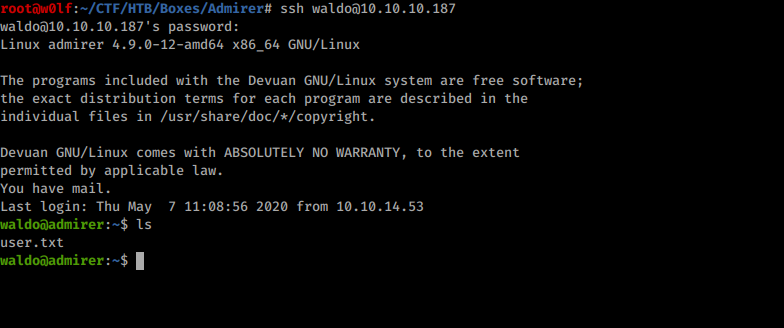 root@w0lf:~/CTF/HTB/Boxes/Admirer# ssh waldo@10.10.10.187
waldo@10.10.10.187's password:
Linux admirer 4.9.0-12-amd64 x86_64 GNU/Linux
The programs included with the Devuan GNU/Linux system are free software;
the exact distribution terms for each program are described in the
individual files in /usr/share/doc/*/copyright.
Devuan GNU/Linux comes with ABSOLUTELY NO WARRANTY, to the extent
permitted by applicable law.
You have mail.
Last login: Thu May  7 11:08:56 2020 from 10.10.14.53
waldo@admirer:~$ ls
user.txt
waldo@admirer:~$